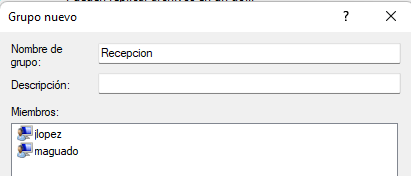 Grupo nuevo
Nombre de
grupo:
Recepcion
Descripción:
Miembros:
jlopez
maguado